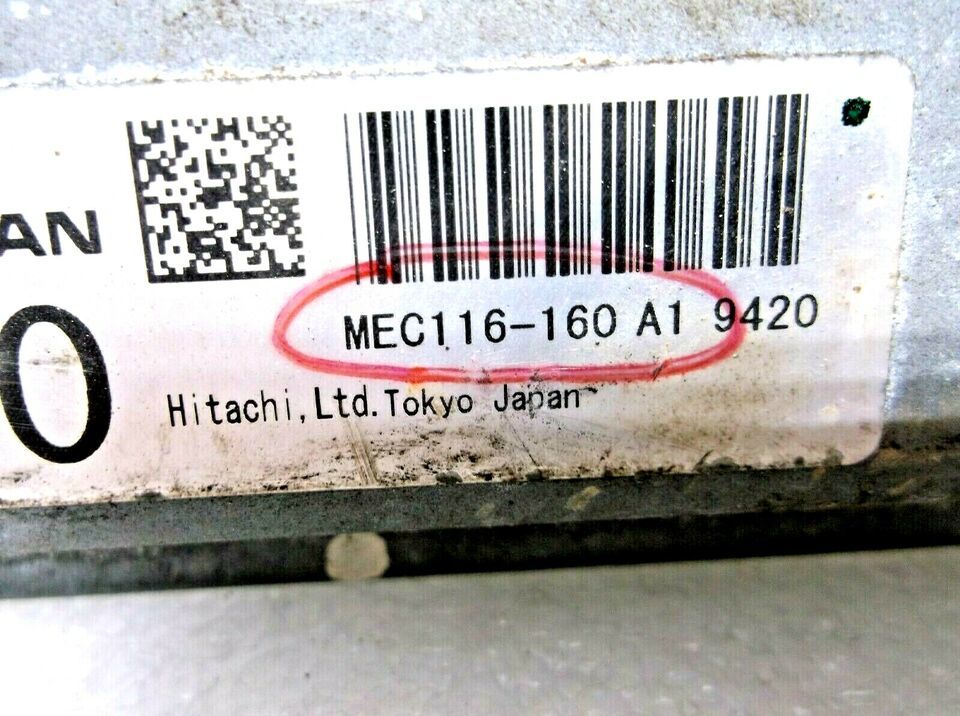 AN
MEC116-160 A1 9420
0
Hitachi,Ltd.Tokyo Japan